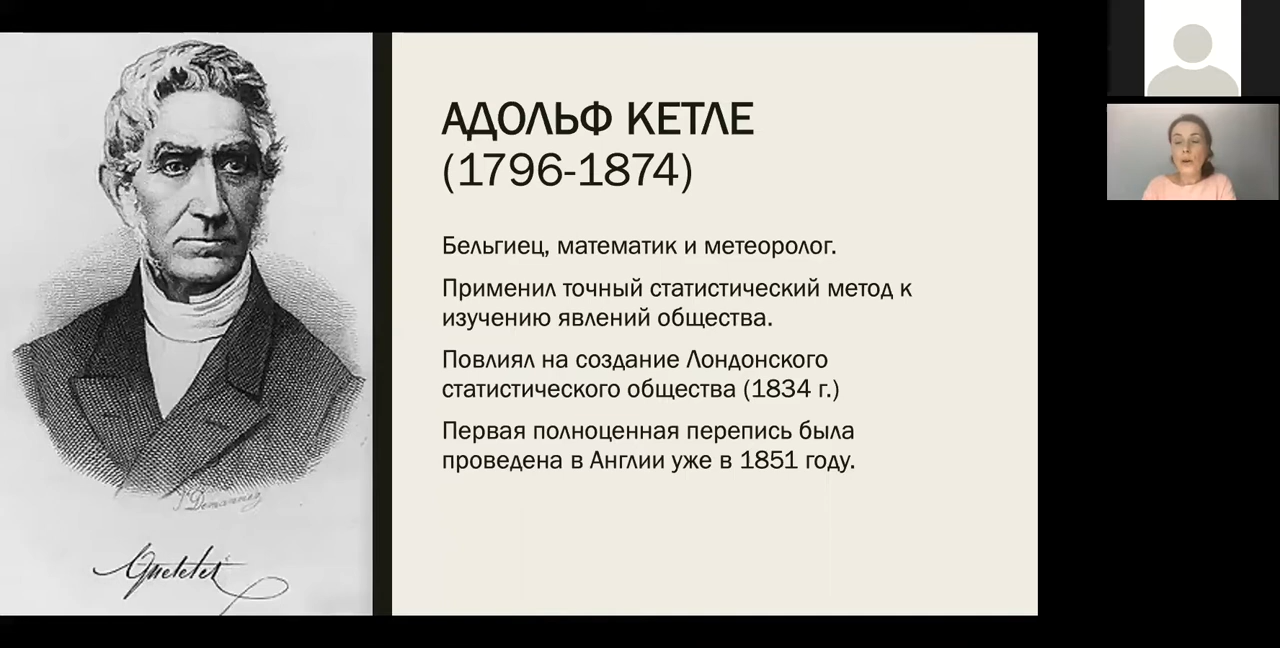 АДОЛЬФ КЕТЛЕ
(1796-1874)
Бельгиец, математик и метеоролог.
Применил точный статистический метод к
изучению явлений общества.
Повлиял на создание Лондонского
статистического общества (1834 г.)
Первая полноценная перепись была
проведена в Англии уже в 1851 году.
Quetelet